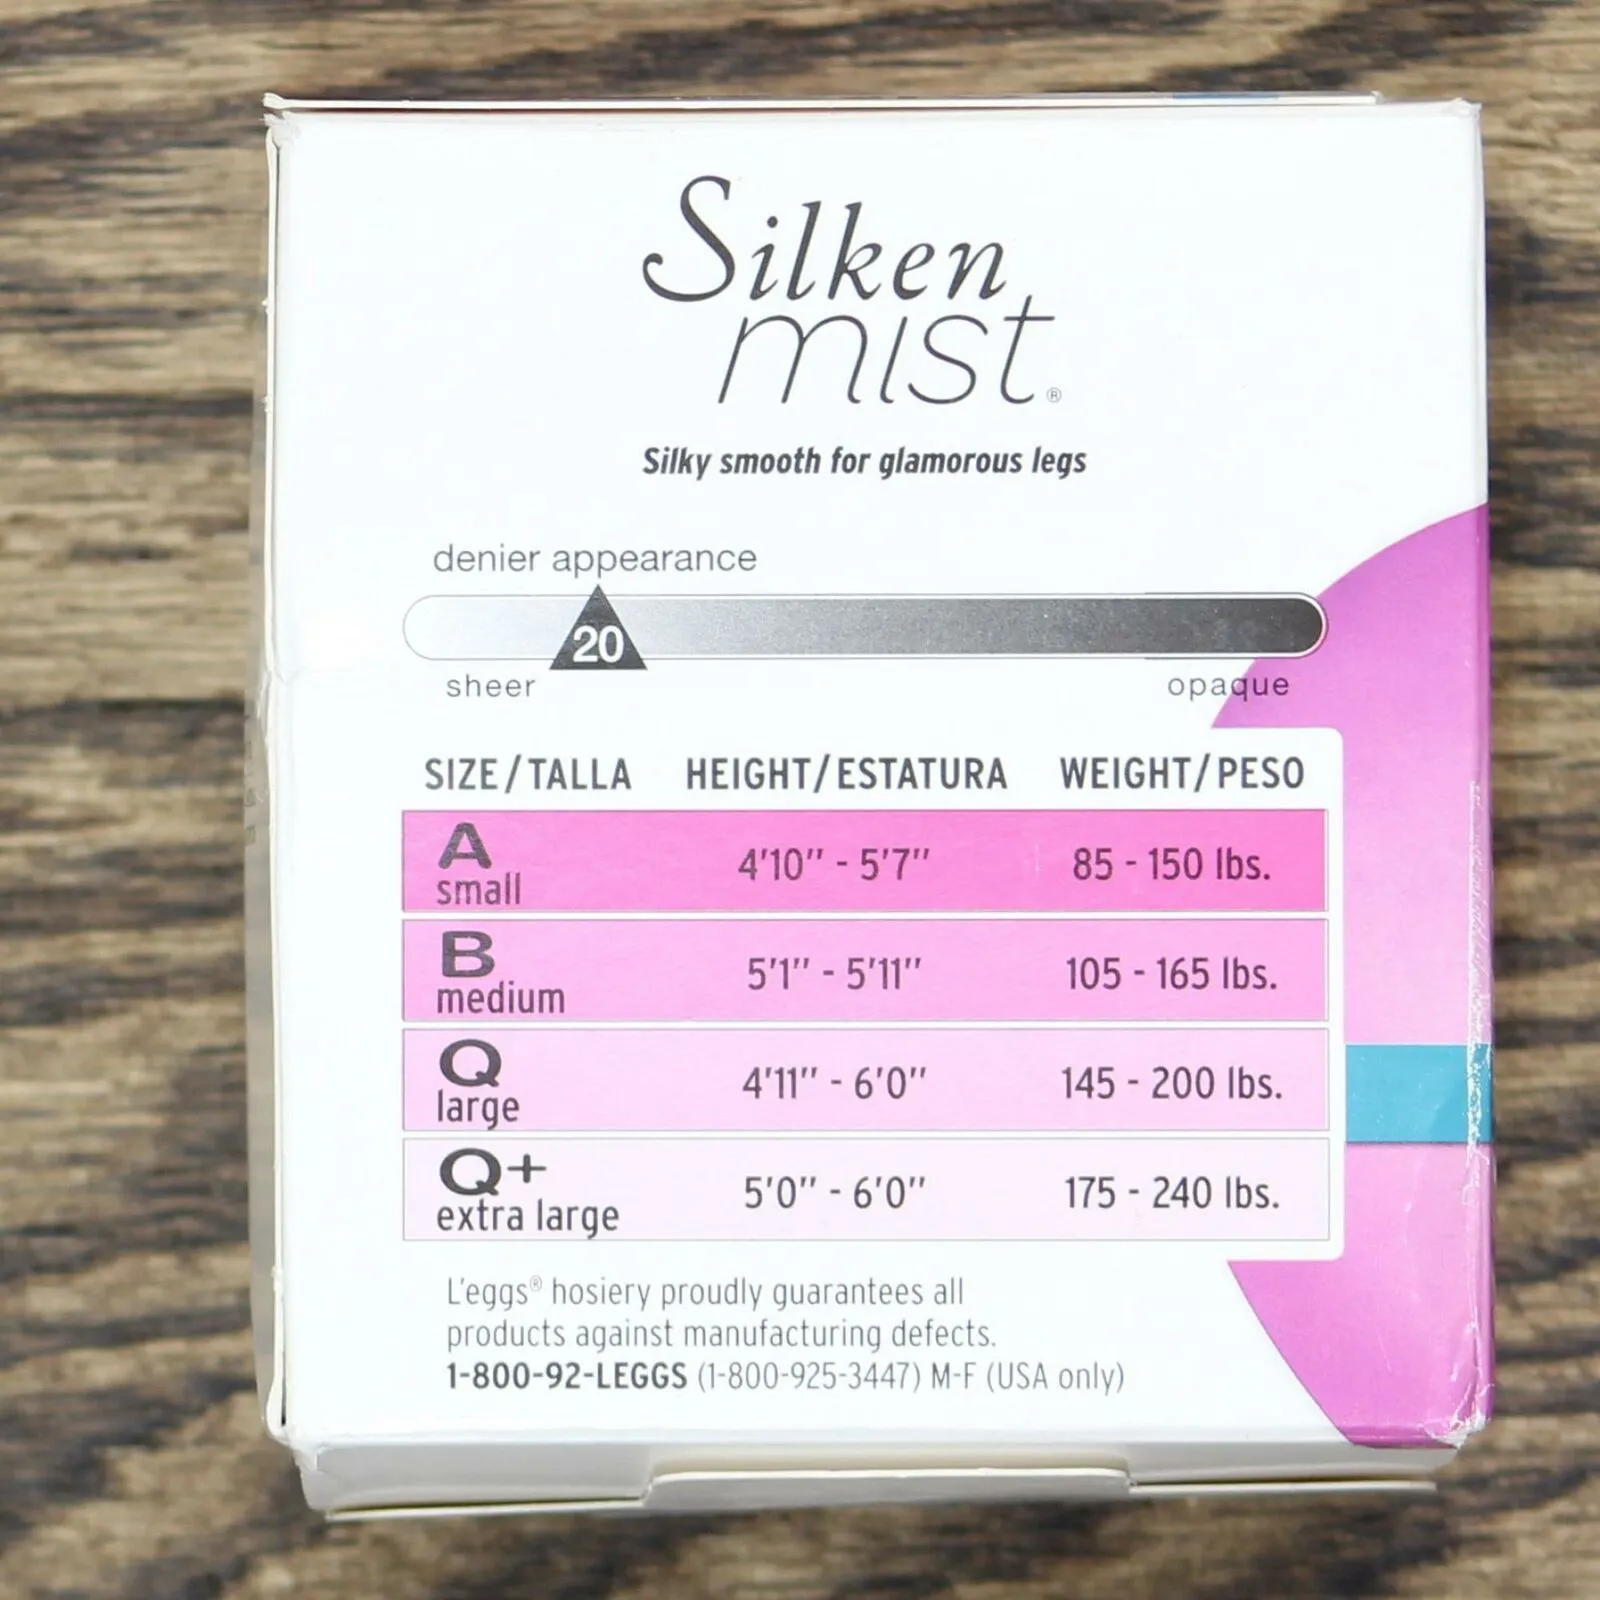 Silken
mist®
Silky smooth for glamorous legs
denier appearance
20
sheer opaque
SIZE/TALLA HEIGHT/ESTATURA WEIGHT/PESO
A
small 4'10'' - 5'7'' 85 - 150 lbs.
B
medium 5'1'' - 5'11'' 105 - 165 lbs.
Q
large 4'11'' - 6'0'' 145 - 200 lbs.
Q+
extra large 5'0'' - 6'0'' 175 - 240 lbs.
L'eggs® hosiery proudly guarantees all
products against manufacturing defects.
1-800-92-LEGGS (1-800-925-3447) M-F (USA only)